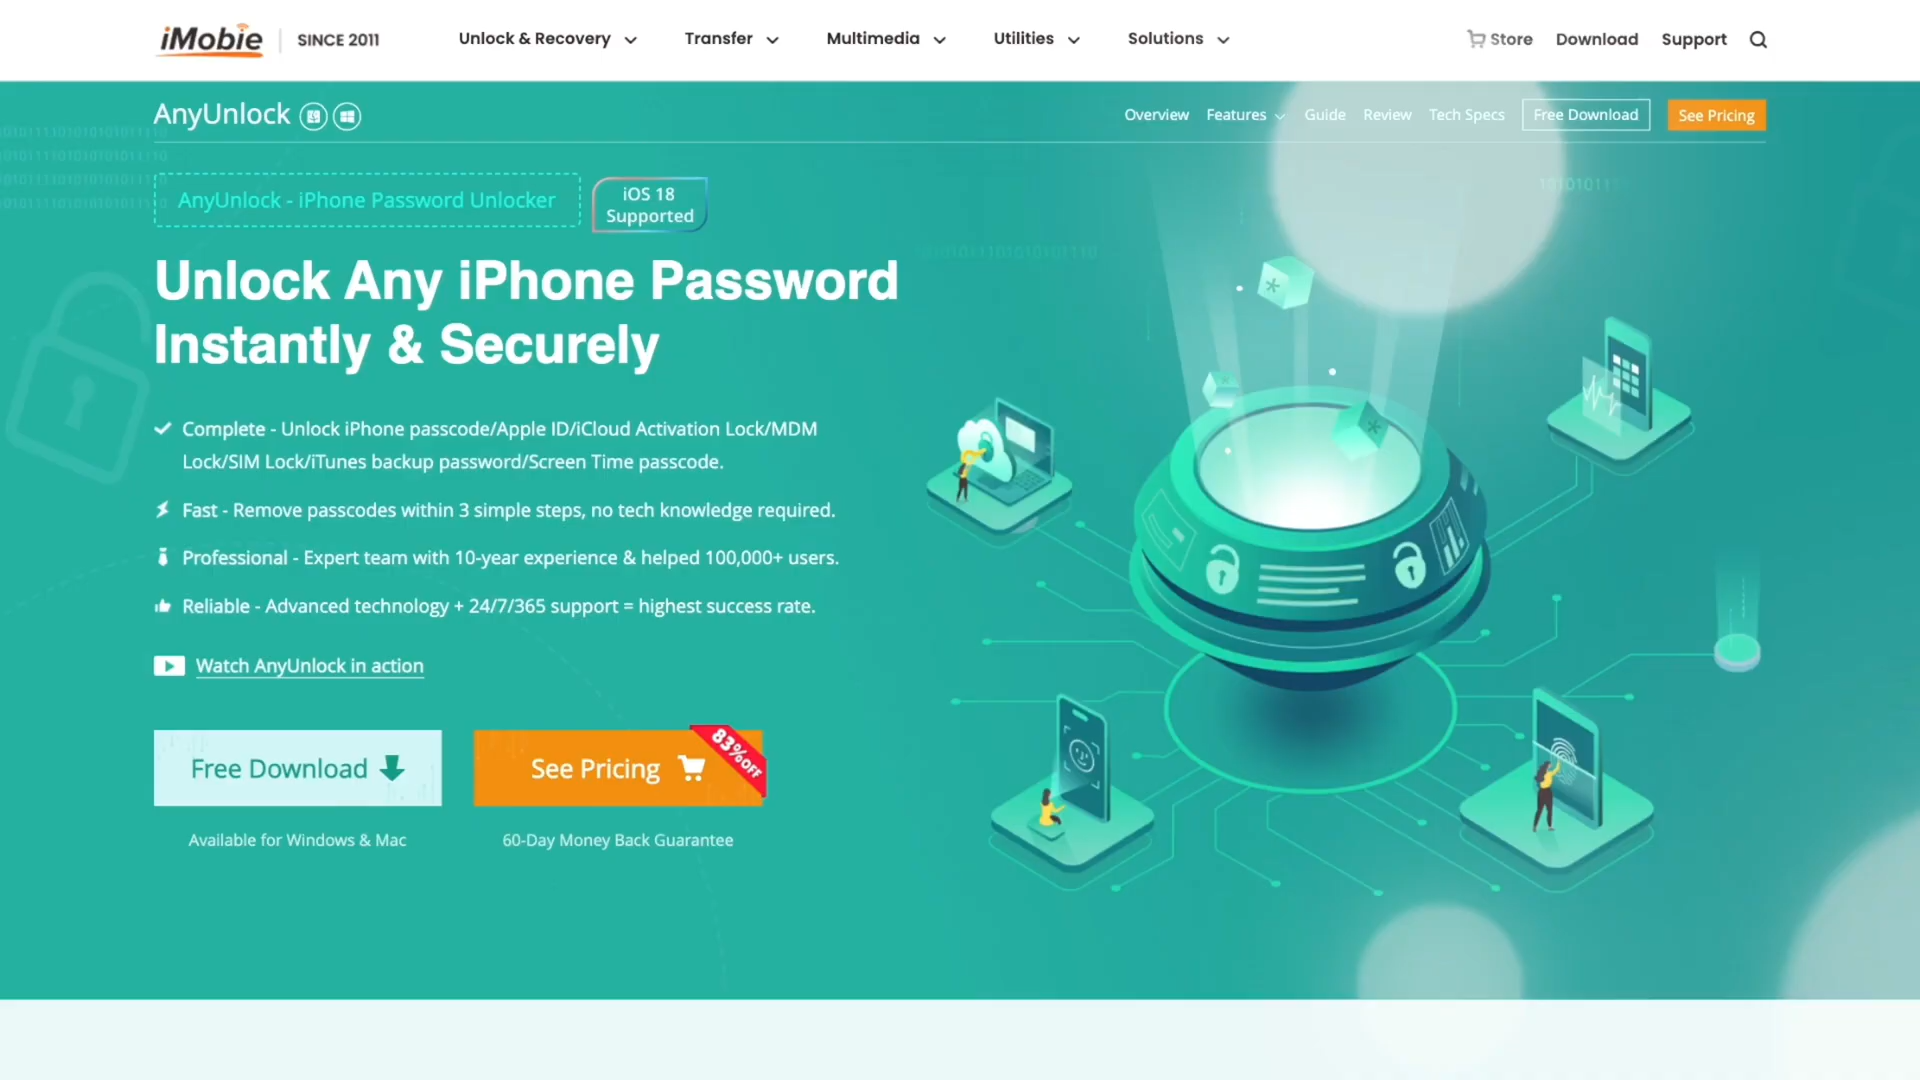 iMobie SINCE 2011 Unlock & Recovery Transfer Multimedia Utilities Solutions Store Download Support
AnyUnlock Overview Features Guide Review Tech Specs Free Download See Pricing
AnyUnlock - iPhone Password Unlocker
iOS 18
Supported
Unlock Any iPhone Password
Instantly & Securely
Complete - Unlock iPhone passcode/Apple ID/iCloud Activation Lock/MDM
Lock/SIM Lock/iTunes backup password/Screen Time passcode.
Fast - Remove passcodes within 3 simple steps, no tech knowledge required.
Professional - Expert team with 10-year experience & helped 100,000+ users.
Reliable - Advanced technology + 24/7/365 support = highest success rate.
Watch AnyUnlock in action
Free Download See Pricing 83%OFF
Available for Windows & Mac 60-Day Money Back Guarantee